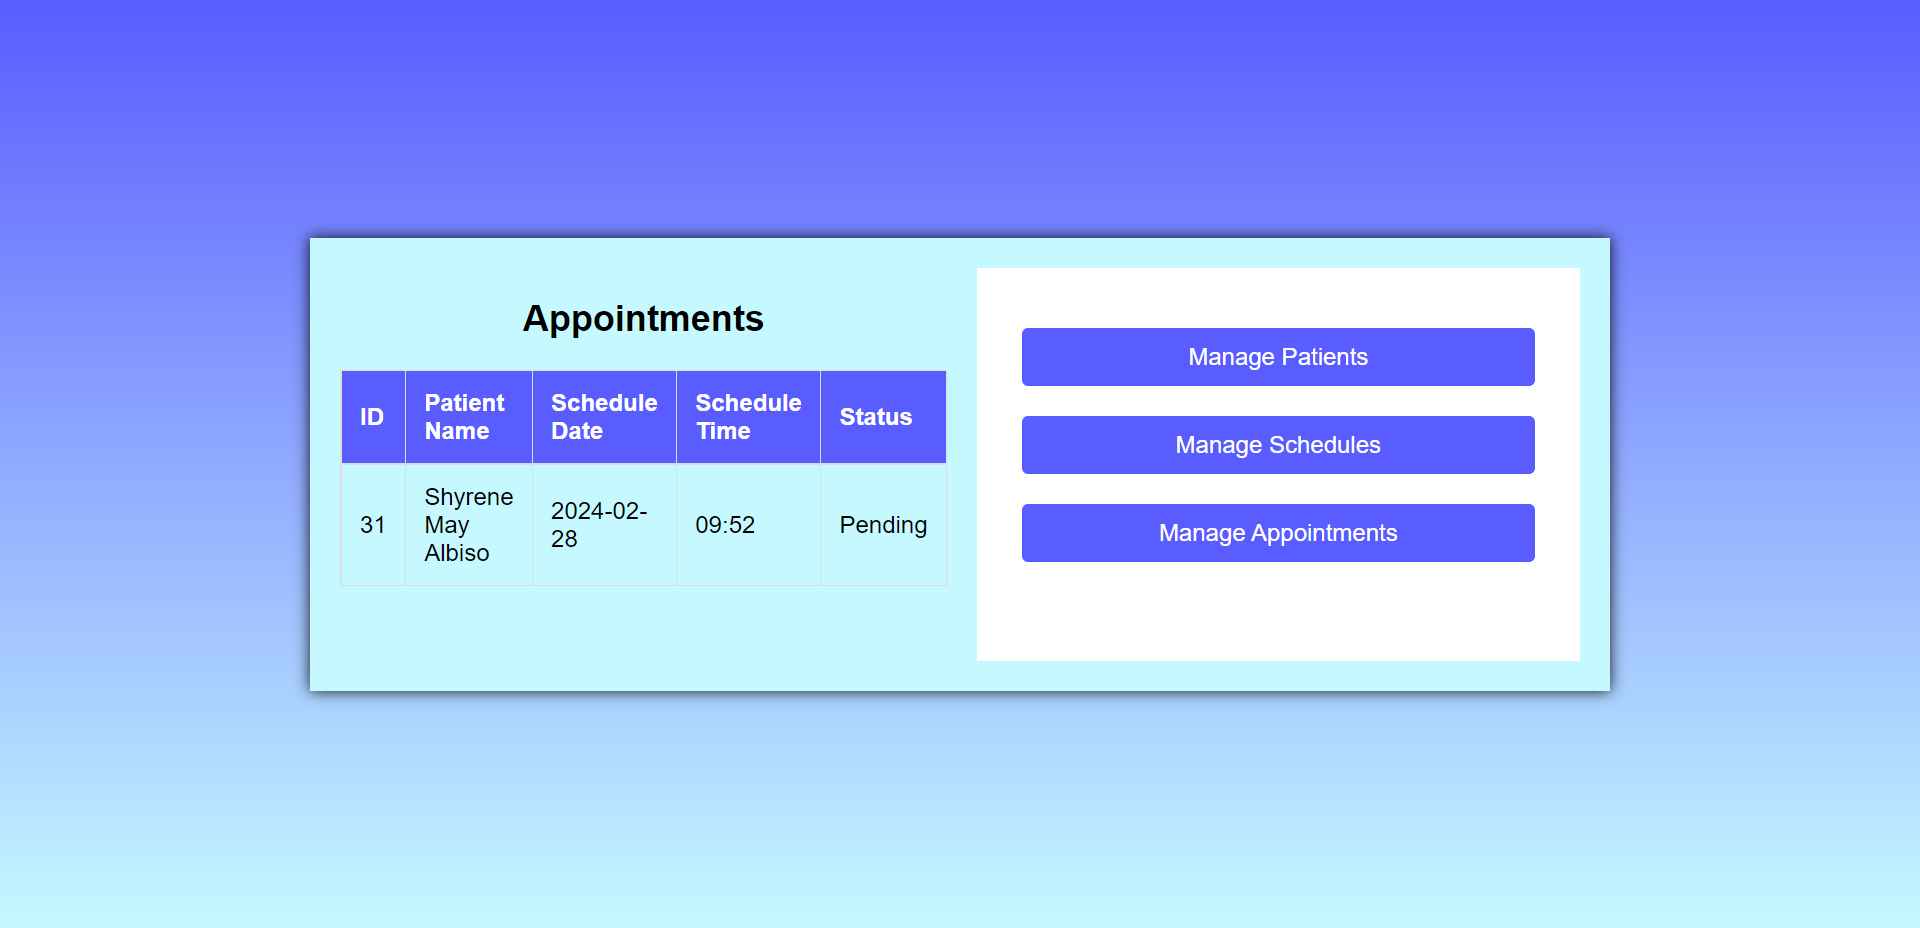 Appointments
ID
Patient
Name
Schedule
Date
Schedule
Time
Status
31
Shyrene
May
Albiso
2024-02-
28
09:52
Pending
Manage Patients
Manage Schedules
Manage Appointments